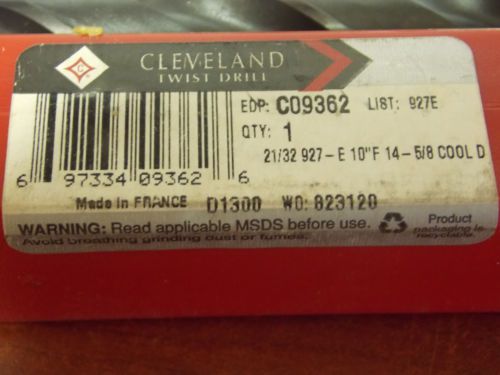 C
CLEVELAND
TWIST DRILL
EDP: C09362 LIST: 927E
QTY: 1
21/32 927-E 10"F 14-5/8 COOL D
6 97334 09362 6
Made in FRANCE D1300 WO: 823120
WARNING: Read applicable MSDS before use.
Avoid breathing grinding dust or fumes.
Product
packaging is
recyclable.